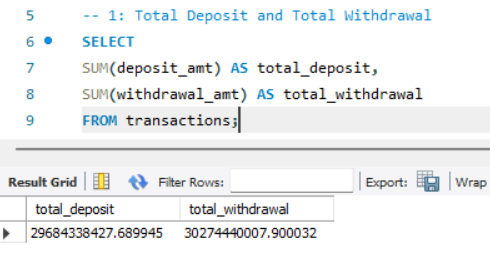 5 -- 1: Total Deposit and Total Withdrawal
6 SELECT
7 SUM(deposit_amt) AS total_deposit,
8 SUM(withdrawal_amt) AS total_withdrawal
9 FROM transactions;
Result Grid Filter Rows: Export: Wrap
total_deposit total_withdrawal
29684338427.689945 30274440007.900032